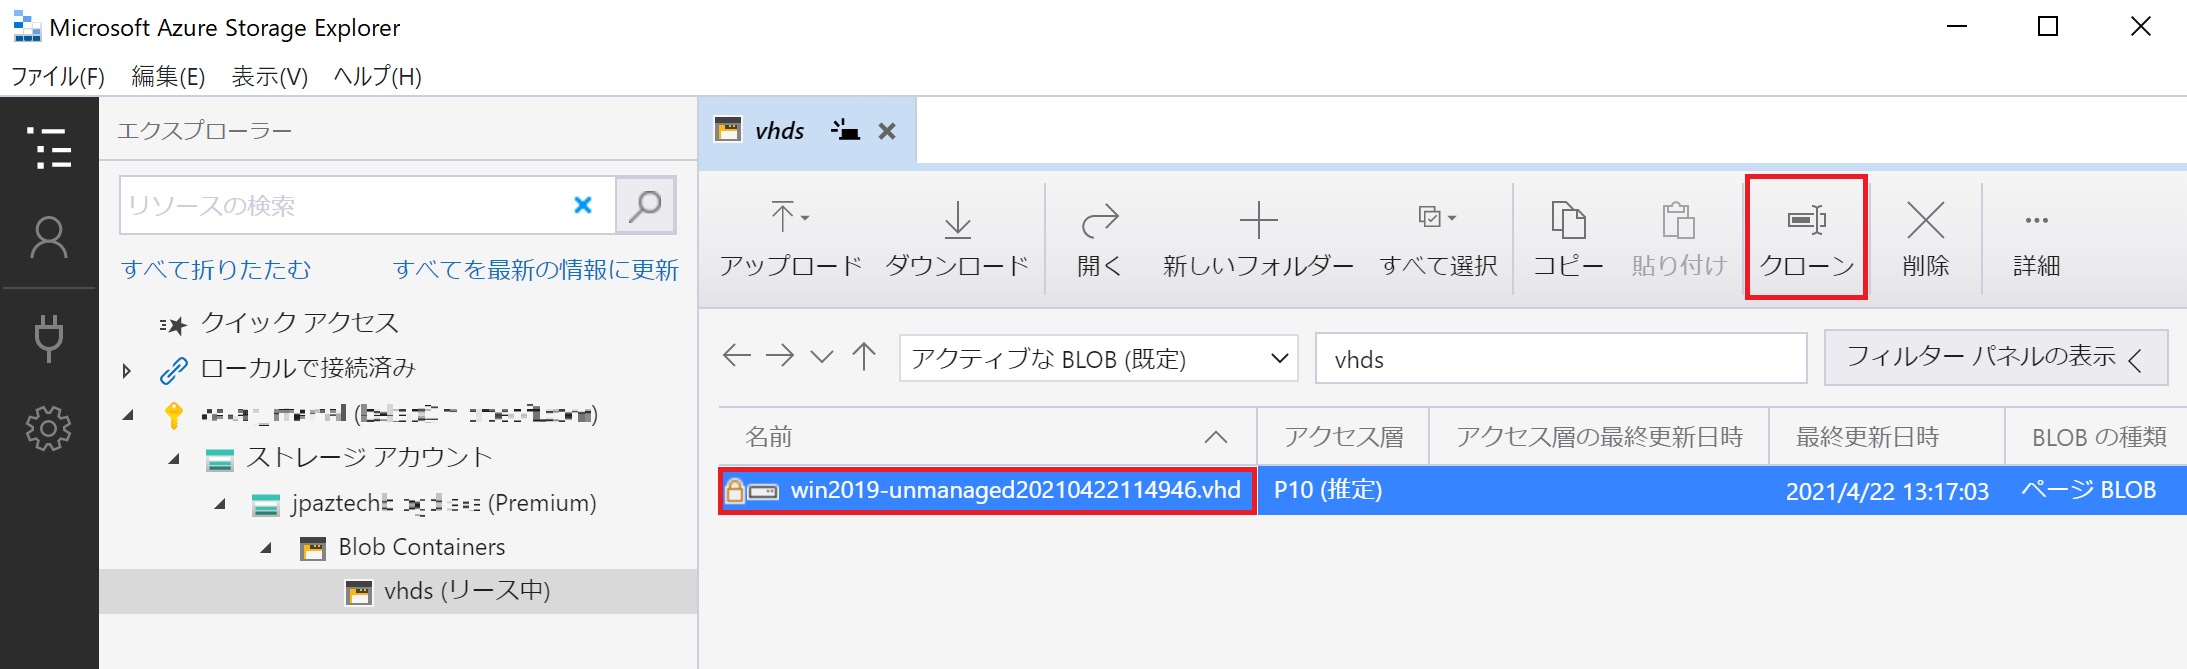 Microsoft Azure Storage Explorer
ファイル(F) 編集(E) 表示(V) ヘルプ(H)
エクスプローラー
リソースの検索
すべて折りたたむ すべてを最新の情報に更新
クイック アクセス
ローカルで接続済み
ストレージ アカウント
jpaztech (Premium)
Blob Containers
vhds (リース中)
vhds
アップロード ダウンロード 開く 新しいフォルダー すべて選択 コピー 貼り付け クローン 削除 詳細
アクティブな BLOB (既定) vhds フィルター パネルの表示
名前 アクセス層 アクセス層の最終更新日時 最終更新日時 BLOB の種類
win2019-unmanaged20210422114946.vhd P10 (推定) 2021/4/22 13:17:03 ページ BLOB